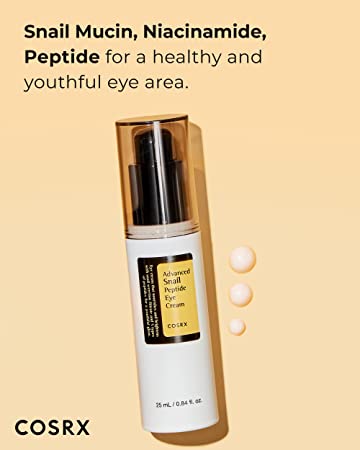 Snail Mucin, Niacinamide,
Peptide for a healthy and
youthful eye area.
Advanced
Snail
Peptide
Eye
Cream
COSRX
25 mL / 0.84 fl. oz.
COSRX